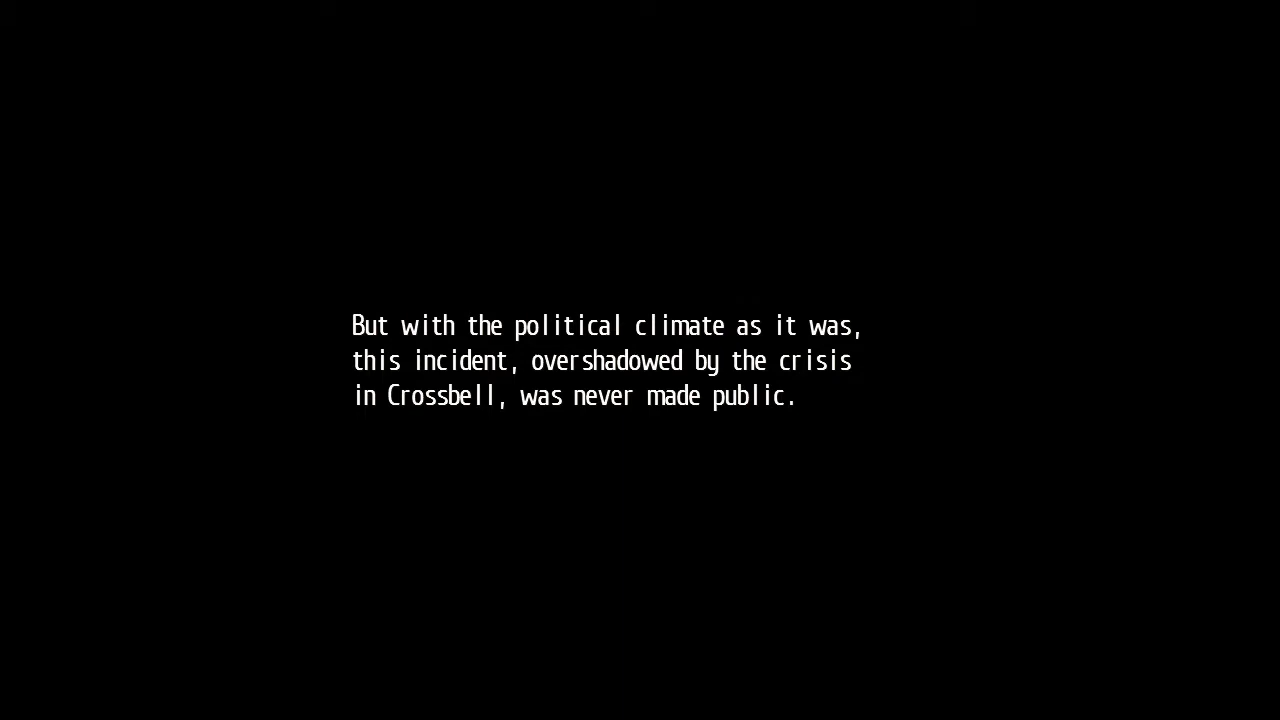 But with the political climate as it was,
this incident, overshadowed by the crisis
in Crossbell, was never made public.